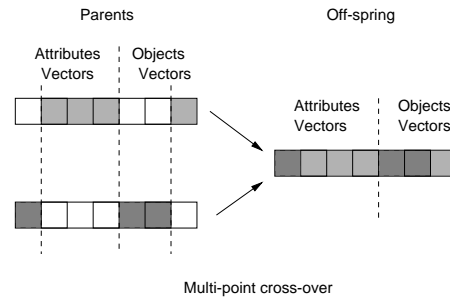 Parents
Off-spring
Attributes
Vectors
Objects
Vectors
Attributes
Vectors
Objects
Vectors
Multi-point cross-over